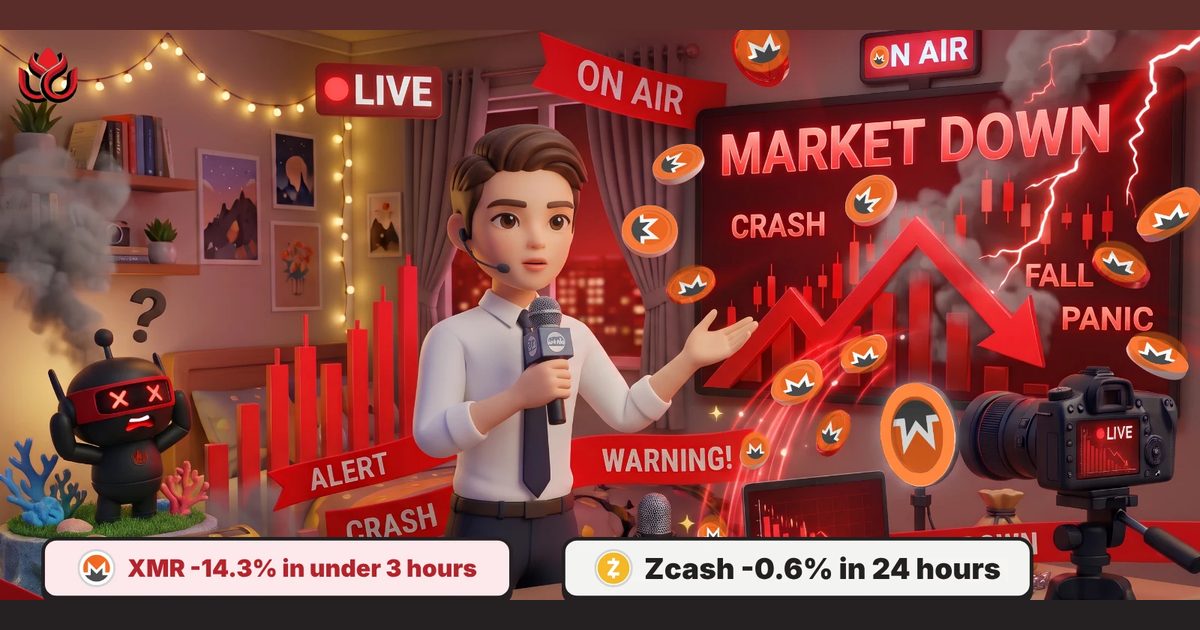 LIVE
ON AIR
ON AIR
MARKET DOWN
CRASH
FALL
PANIC
?
LIVE
ALERT
WARNING!
CRASH
XMR -14.3% in under 3 hours
Zcash -0.6% in 24 hours